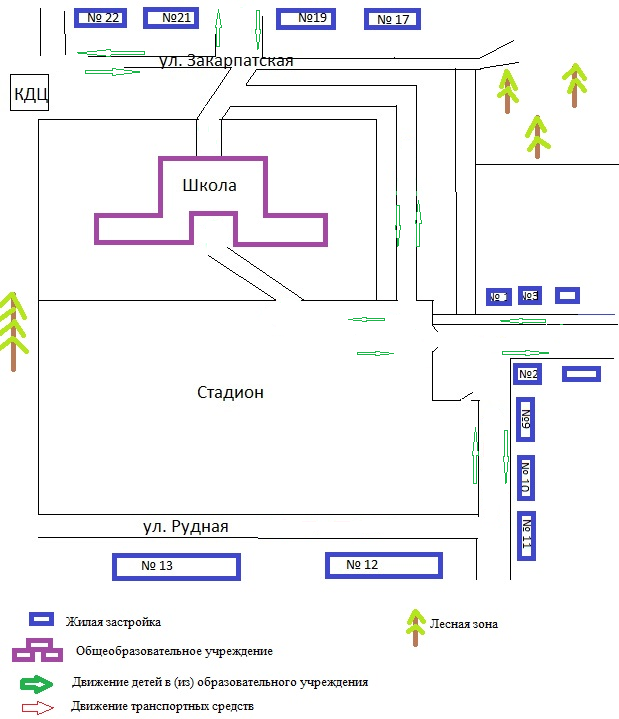 № 22 №21 №19 № 17
ул. Закарпатская
КДЦ
Школа
№3
№2
Стадион
№9
№ 10
№ 11
ул. Рудная
№ 13 № 12
Жилая застройка
Лесная зона
Общеобразовательное учреждение
Движение детей в (из) образовательного учреждения
Движение транспортных средств